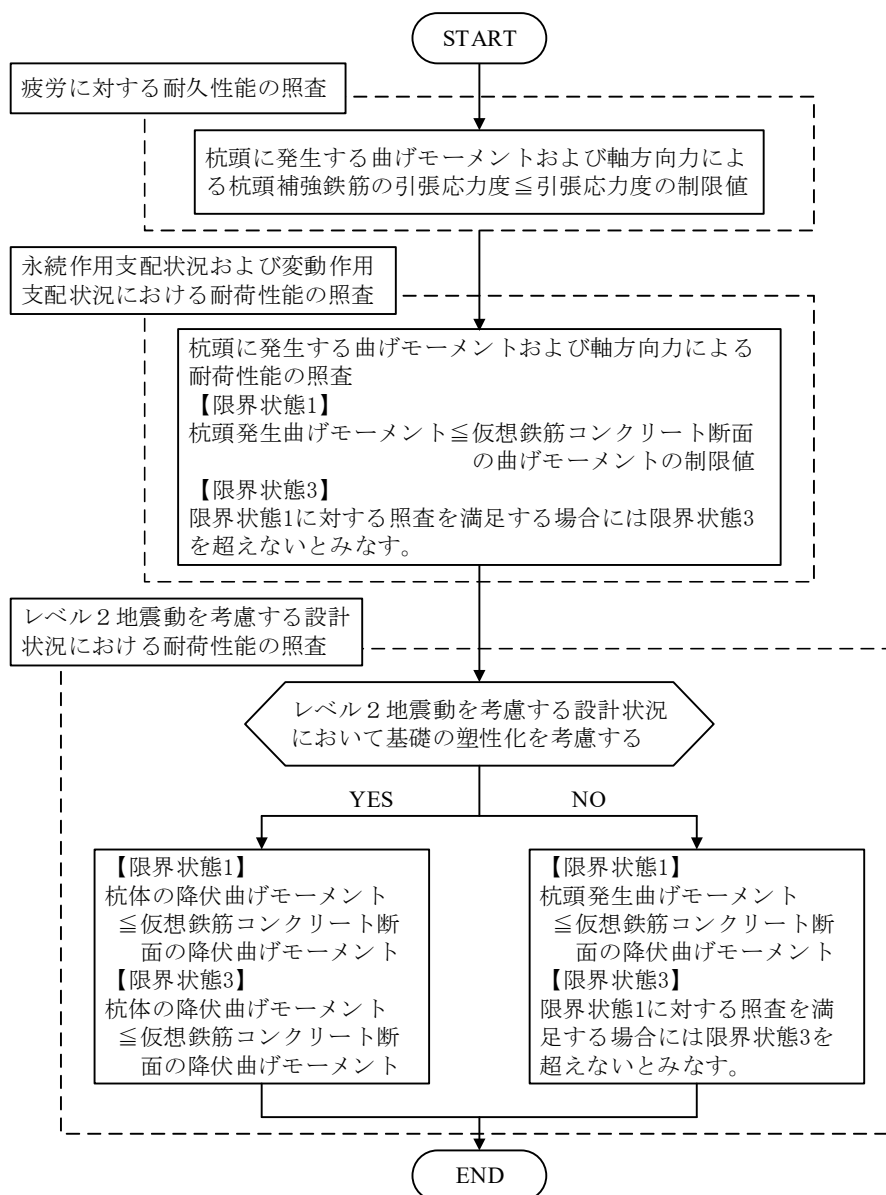 START
疲労に対する耐久性能の照査
杭頭に発生する曲げモーメントおよび軸方向力によ
る杭頭補強鉄筋の引張応力度≦引張応力度の制限値
永続作用支配状況および変動作用
支配状況における耐荷性能の照査
杭頭に発生する曲げモーメントおよび軸方向力による
耐荷性能の照査
【限界状態1】
杭頭発生曲げモーメント≦仮想鉄筋コンクリート断面
の曲げモーメントの制限値
【限界状態3】
限界状態1に対する照査を満足する場合には限界状態3
を超えないとみなす。
レベル２地震動を考慮する設計
状況における耐荷性能の照査
レベル２地震動を考慮する設計状況
において基礎の塑性化を考慮する
YES
NO
【限界状態1】
杭体の降伏曲げモーメント
≦仮想鉄筋コンクリート断
面の降伏曲げモーメント
【限界状態3】
杭体の降伏曲げモーメント
≦仮想鉄筋コンクリート断
面の降伏曲げモーメント
【限界状態1】
杭頭発生曲げモーメント
≦仮想鉄筋コンクリート断
面の降伏曲げモーメント
【限界状態3】
限界状態1に対する照査を満
足する場合には限界状態3を
超えないとみなす。
END